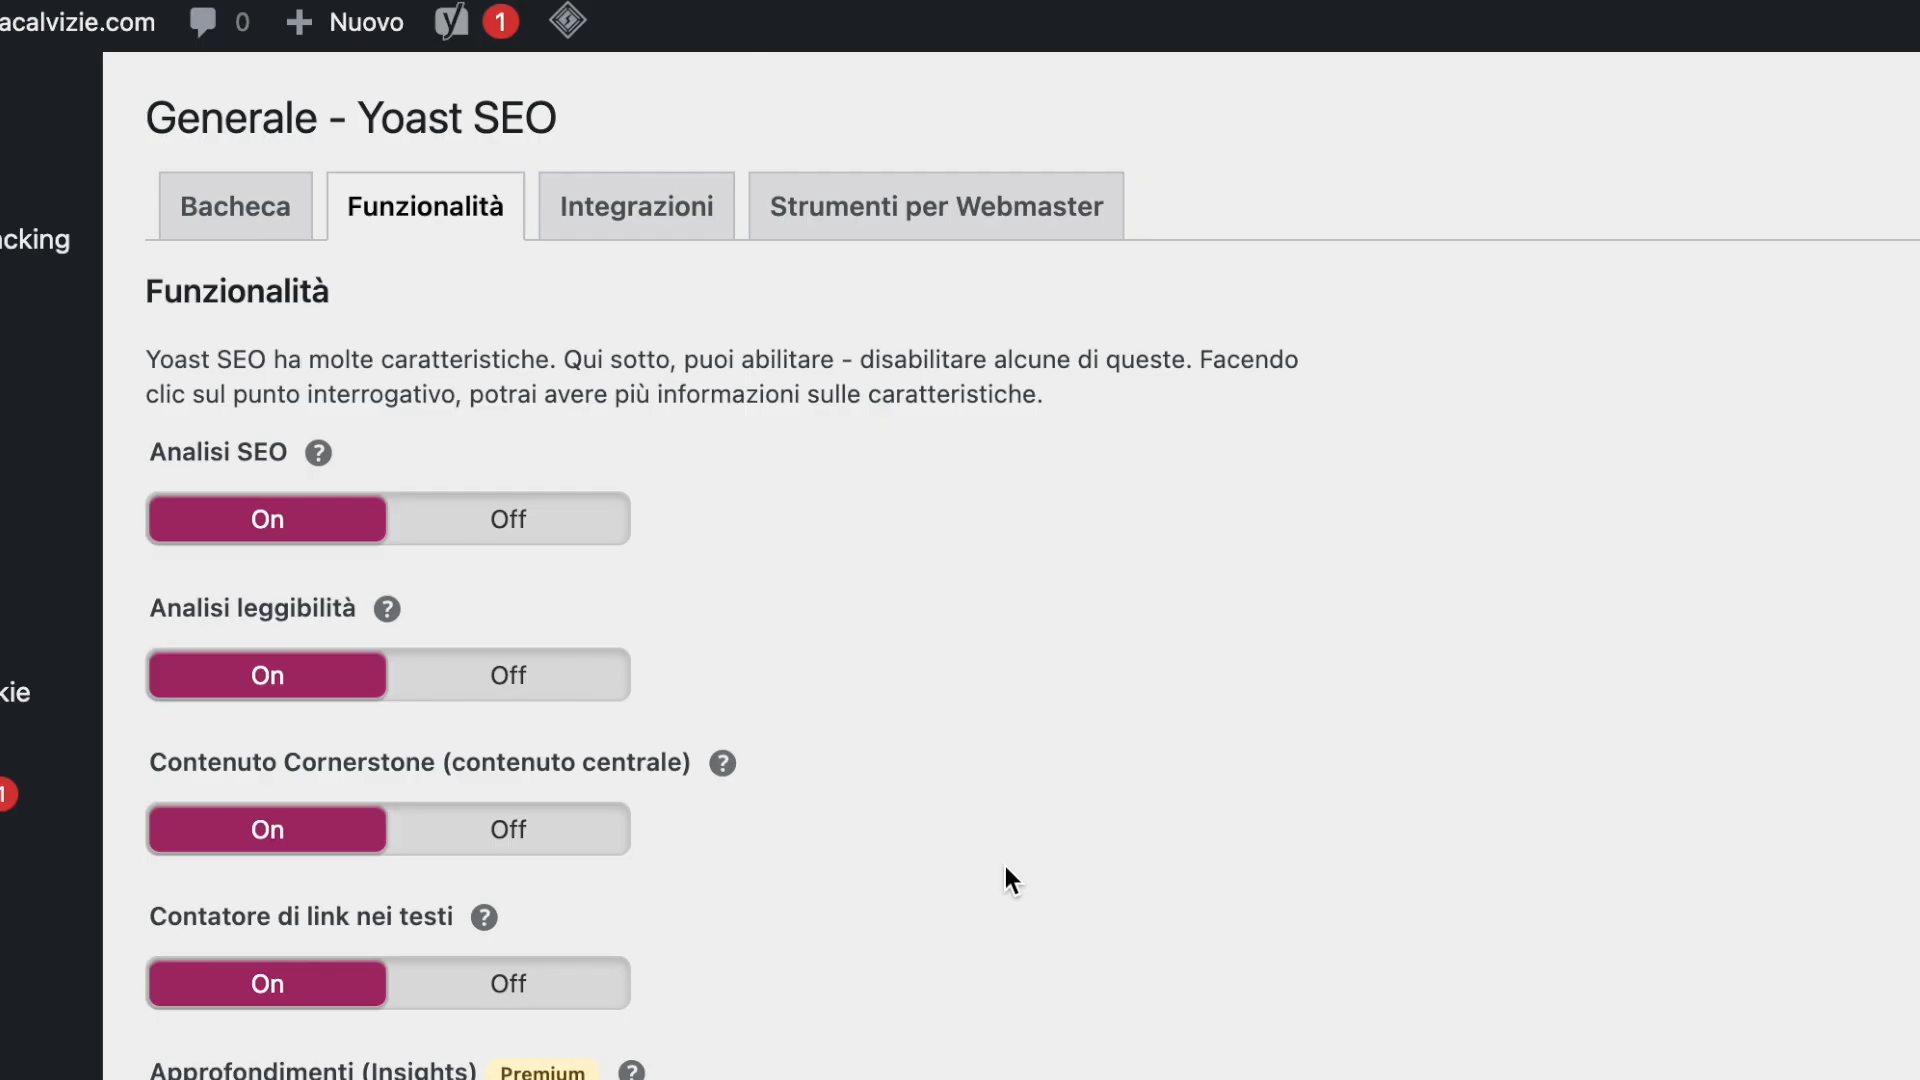 acalvizie.com 0 Nuovo 1
Generale - Yoast SEO
Bacheca Funzionalità Integrazioni Strumenti per Webmaster
cking
Funzionalità
Yoast SEO ha molte caratteristiche. Qui sotto, puoi abilitare - disabilitare alcune di queste. Facendo
clic sul punto interrogativo, potrai avere più informazioni sulle caratteristiche.
Analisi SEO ?
On Off
Analisi leggibilità ?
On Off
kie
Contenuto Cornerstone (contenuto centrale) ?
1
On Off
Contatore di link nei testi ?
On Off
Approfondimenti (Insights) Premium ?